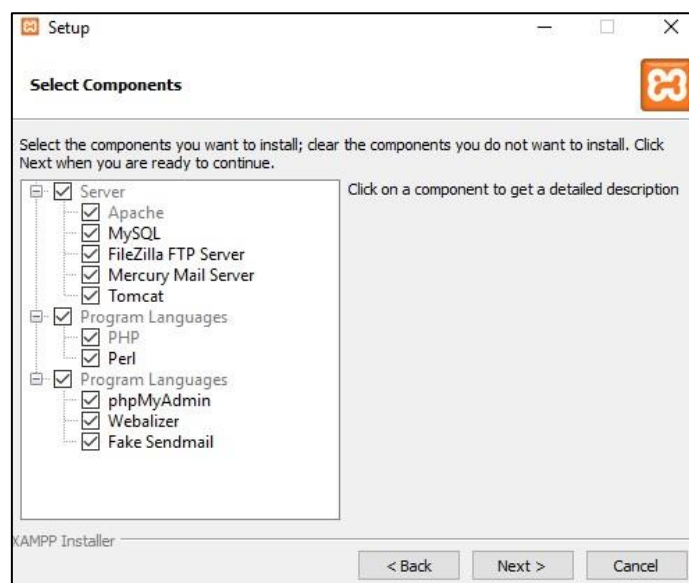 Setup
Select Components
Select the components you want to install; clear the components you do not want to install. Click
Next when you are ready to continue.
Server
Apache
MySQL
FileZilla FTP Server
Mercury Mail Server
Tomcat
Program Languages
PHP
Perl
Program Languages
phpMyAdmin
Webalizer
Fake Sendmail
Click on a component to get a detailed description
XAMPP Installer
< Back
Next >
Cancel